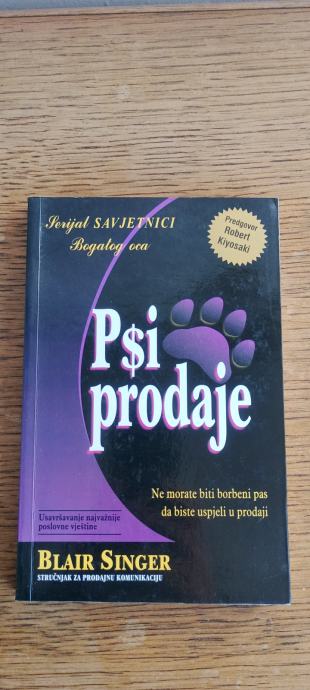 Serijal SAVJETNICI
Bogatog oca
Predgovor
Robert
Kiyosaki
P$i
prodaje
Ne morate biti borbeni pas
da biste uspjeli u prodaji
Usavršavanje najvažnije
poslovne vještine
BLAIR SINGER
STRUČNJAK ZA PRODAJNU KOMUNIKACIJU